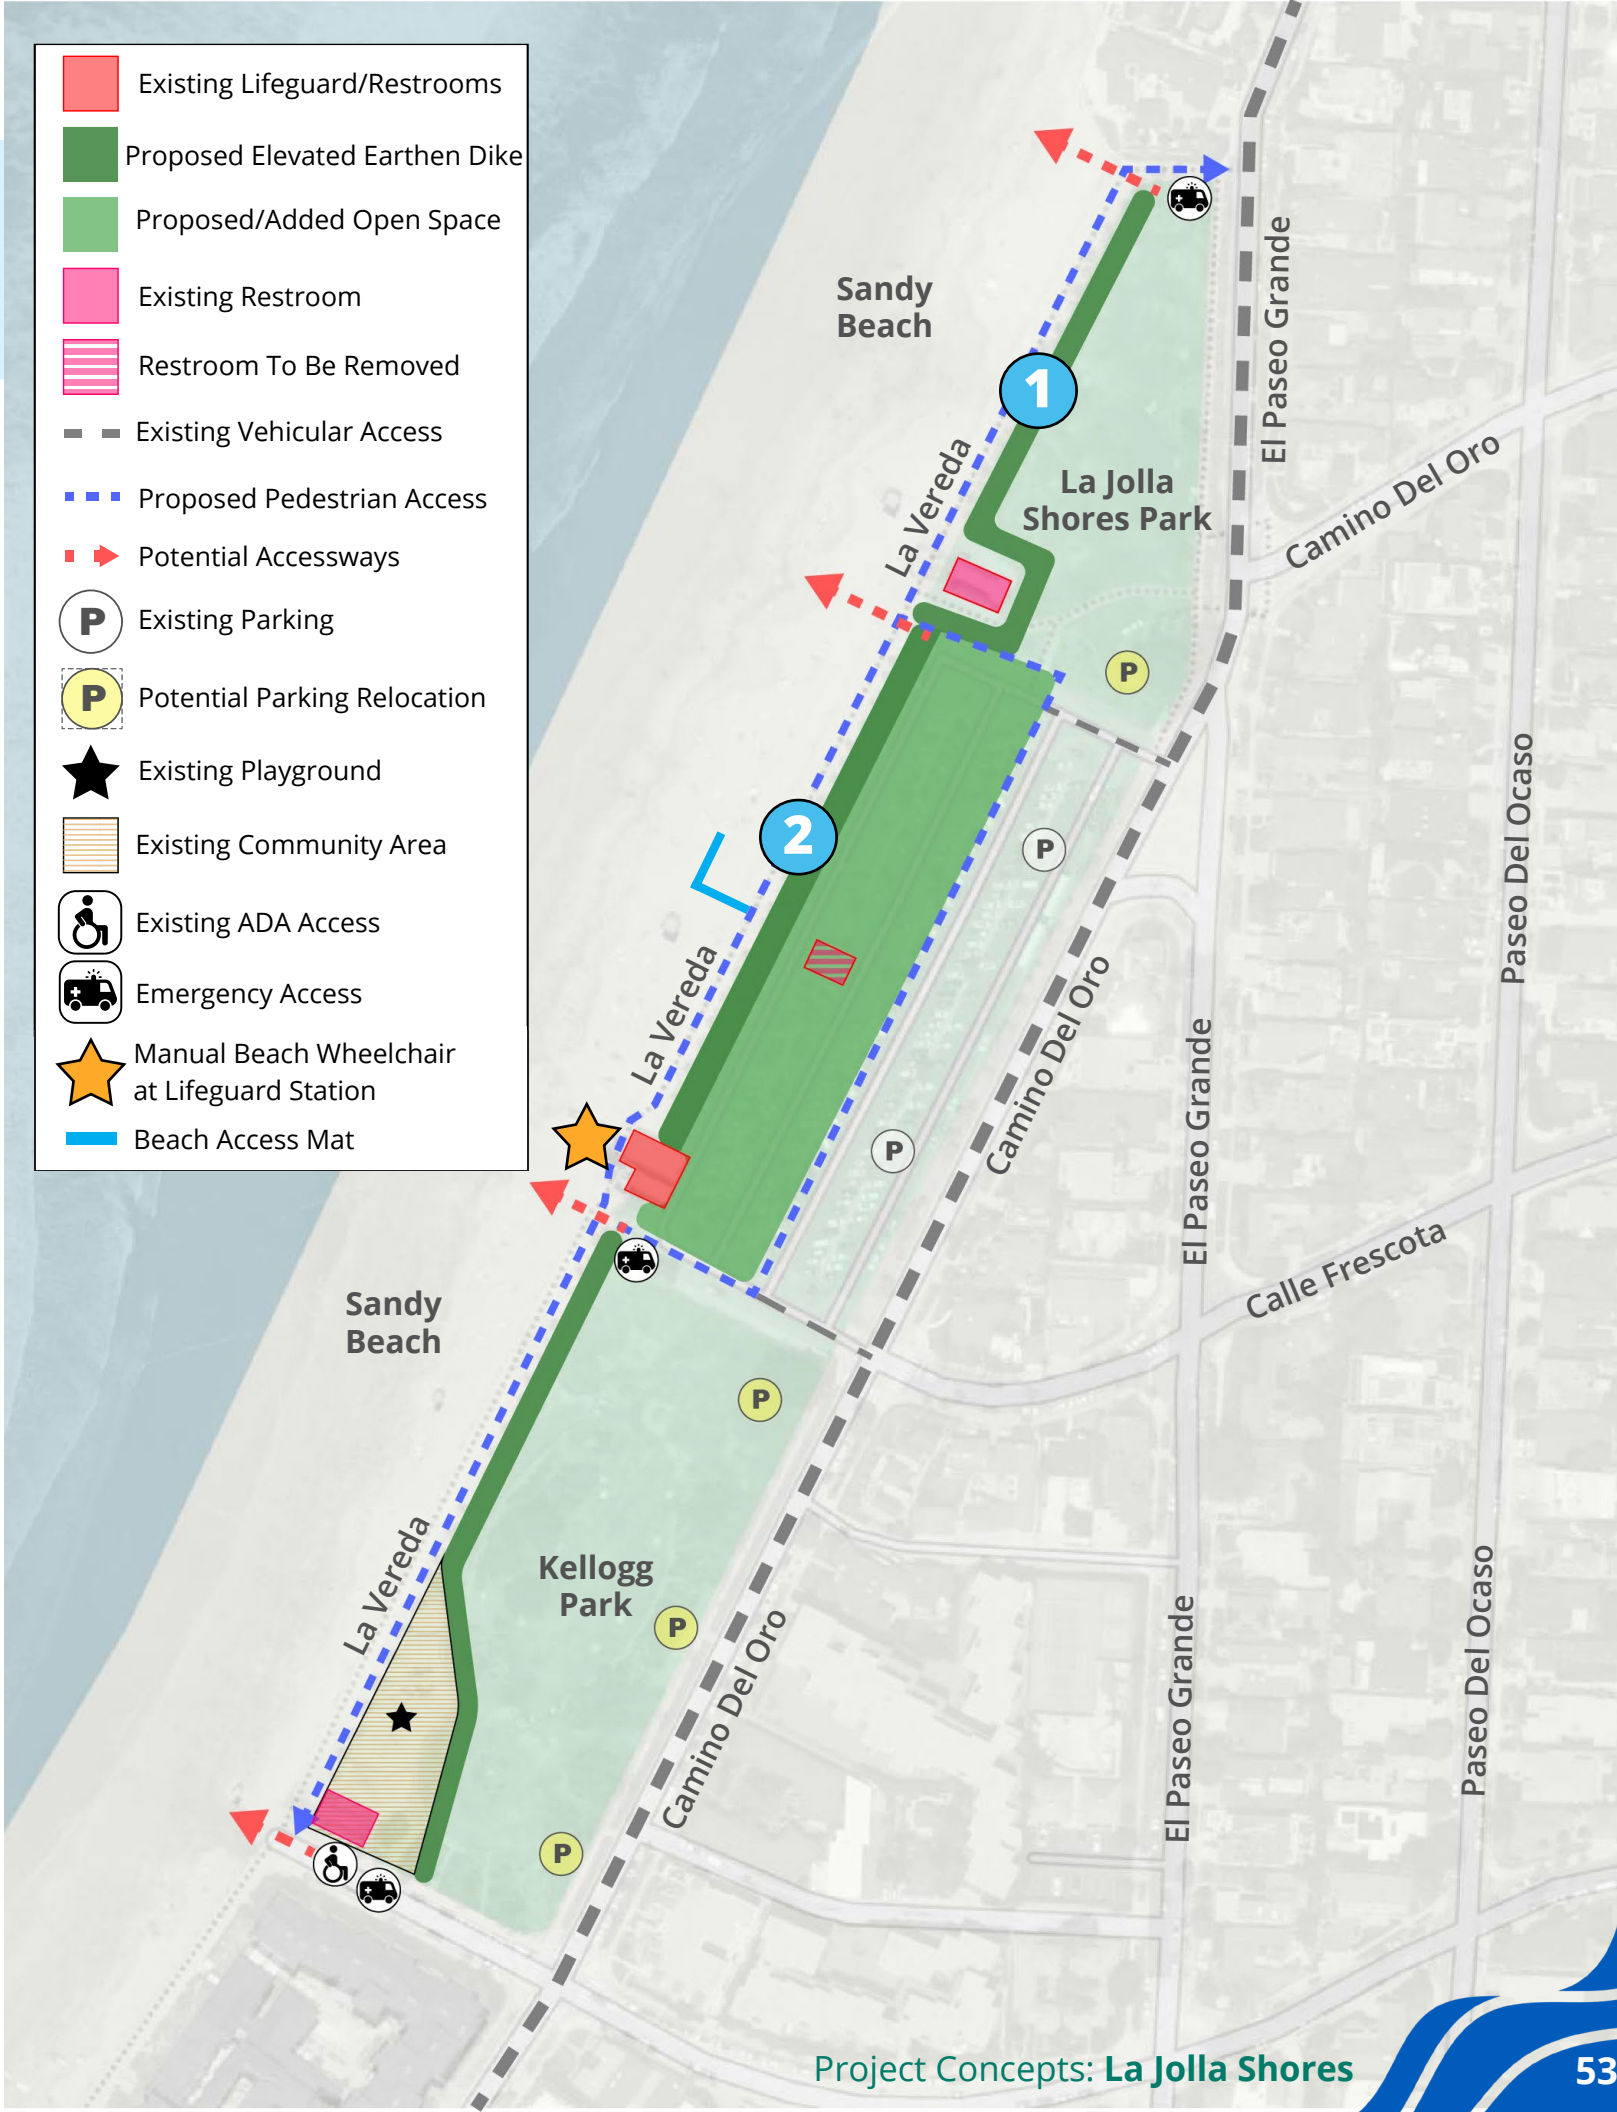 Existing Lifeguard/Restrooms
Proposed Elevated Earthen Dike
Proposed/Added Open Space
Existing Restroom
Restroom To Be Removed
Existing Vehicular Access
Proposed Pedestrian Access
Potential Accessways
P
Existing Parking
P
Potential Parking Relocation
Existing Playground
Existing Community Area
Existing ADA Access
Emergency Access
Manual Beach Wheelchair
at Lifeguard Station
Beach Access Mat
Sandy
Beach
El Paseo Grande
1
La Vereda
La Jolla
Shores Park
Camino Del Oro
P
Paseo Del Ocaso
2
P
La Vereda
Camino Del Oro
P
El Paseo Grande
Calle Frescota
Sandy
Beach
P
La Vereda
Kellogg
Park
P
Camino Del Oro
El Paseo Grande
Paseo Del Ocaso
P
Project Concepts: La Jolla Shores
53